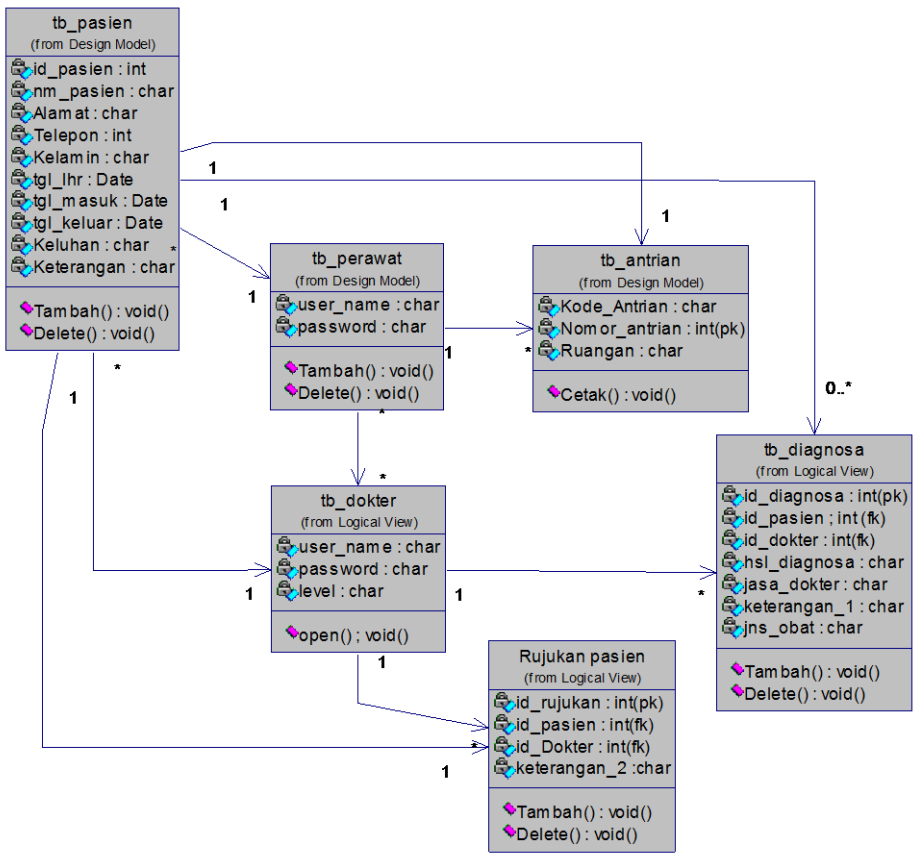 tb_pasien
(from Design Model)
id_pasien : int
nm_pasien : char
Alamat : char
Telepon : int
Kelamin : char
tgl_lhr : Date
tgl_masuk : Date
tgl_keluar : Date
Keluhan : char
Keterangan : char
Tambah() : void()
Delete() : void()
1
1
1
*
1
tb_perawat
(from Design Model)
user_name : char
password : char
Tambah() : void()
Delete() : void()
tb_antrian
(from Design Model)
Kode_Antrian : char
Nomor_antrian : int(pk)
Ruangan : char
Cetak() : void()
1
*
*
1
0..*
*
*
tb_dokter
(from Logical View)
user_name : char
password : char
level : char
open() ; void()
1
1
*
1
tb_diagnosa
(from Logical View)
id_diagnosa : int(pk)
id_pasien ; int (fk)
id_dokter : int(fk)
hsl_diagnosa : char
jasa_dokter : char
keterangan_1 : char
jns_obat : char
Tambah() : void()
Delete() : void()
Rujukan pasien
(from Logical View)
id_rujukan : int(pk)
id_pasien : int(fk)
id_Dokter : int(fk)
keterangan_2 :char
Tambah() : void()
Delete() : void()
*
1